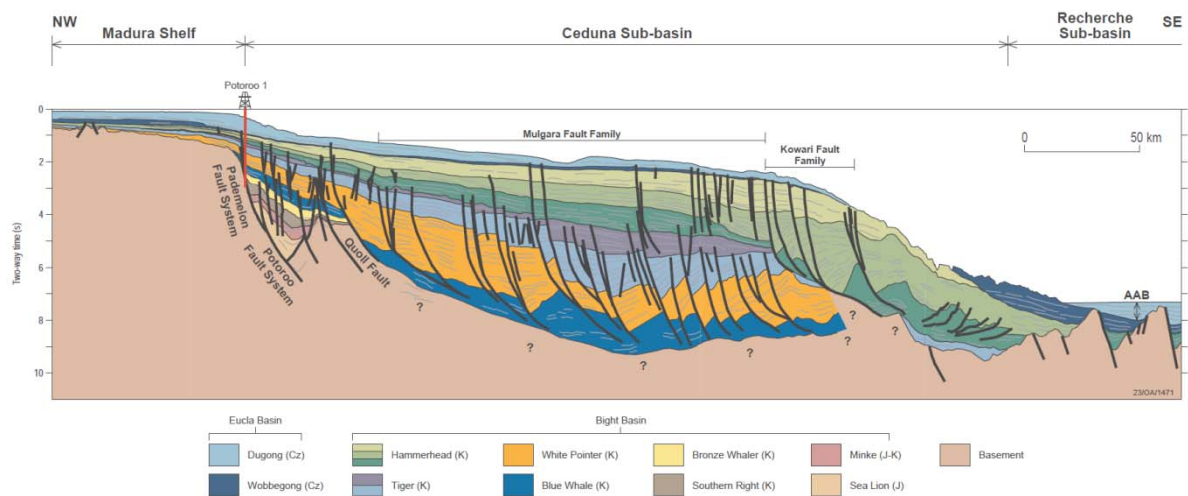 NW
Madura Shelf
Ceduna Sub-basin
Recherche
Sub-basin
SE
Potoroo 1
Mulgara Fault Family
Kowari Fault
Family
0
50 km
0
2
4
6
8
10
Two-way time (s)
Pademelon
Fault System
Potoroo
Fault System
Quoll Fault
?
?
?
?
?
?
AAB
23/OA/1471
Eucla Basin
Bight Basin
Dugong (Cz)
Hammerhead (K)
White Pointer (K)
Bronze Whaler (K)
Minke (J-K)
Basement
Wobbegong (Cz)
Tiger (K)
Blue Whale (K)
Southern Right (K)
Sea Lion (J)